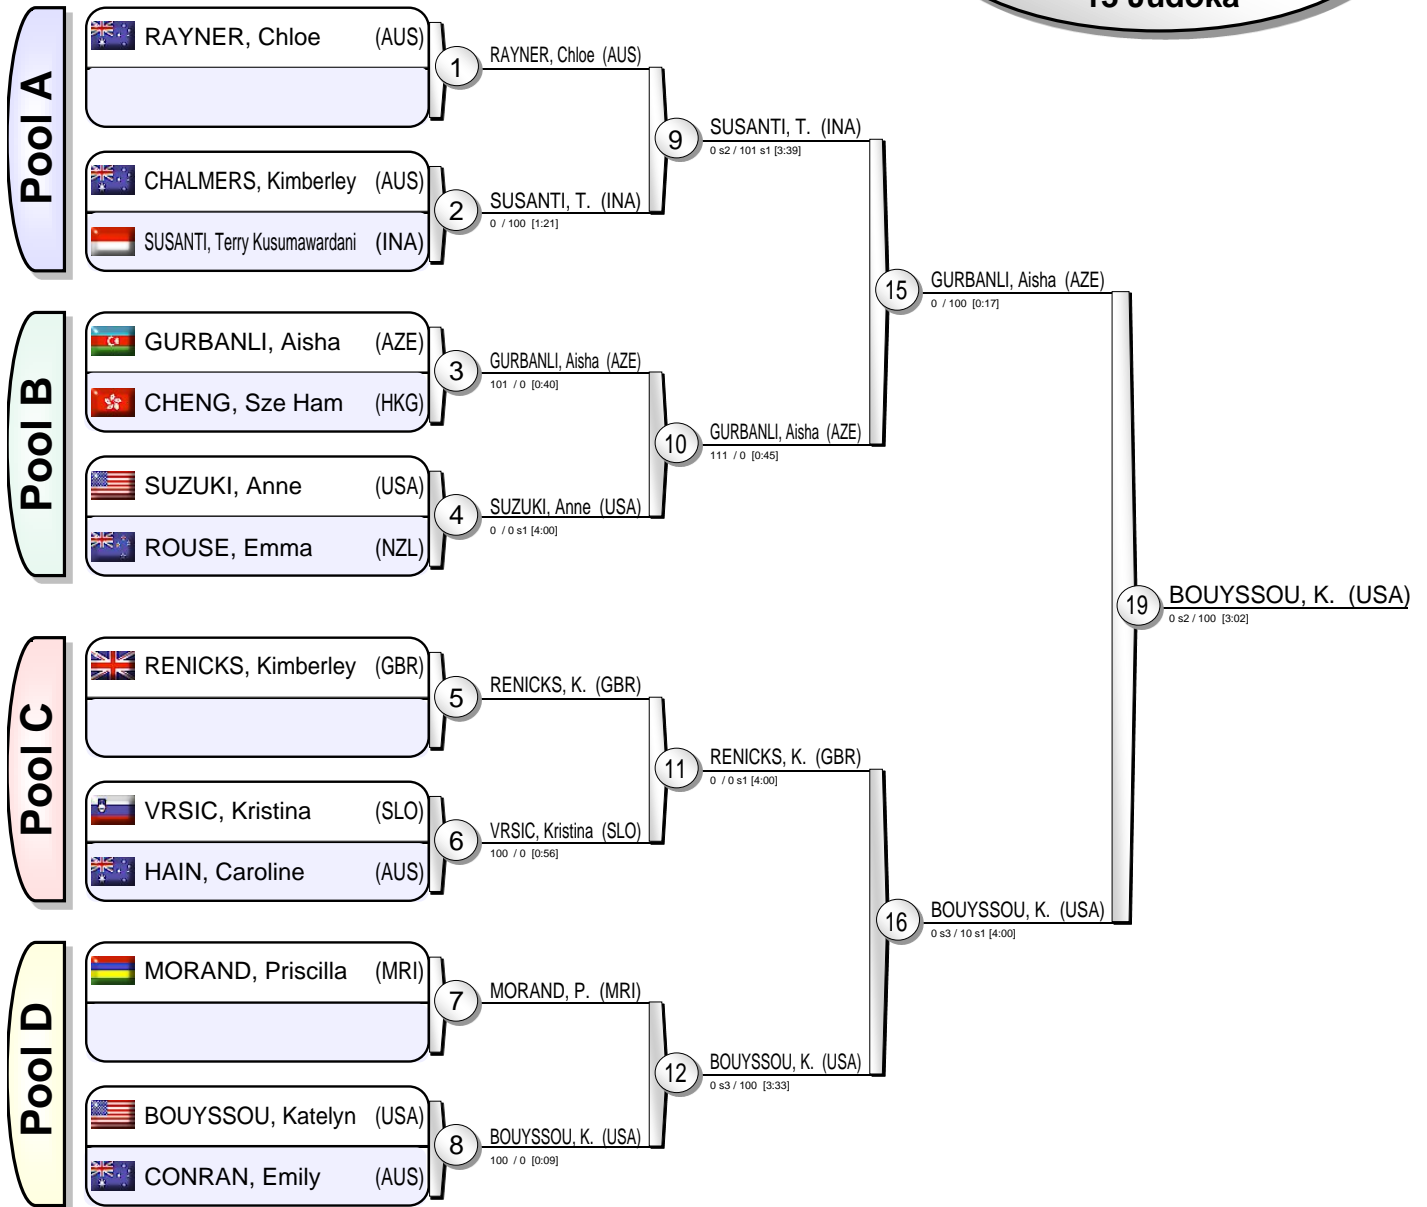 13 Judoka
Pool A
RAYNER, Chloe (AUS)
CHALMERS, Kimberley (AUS)
SUSANTI, Terry Kusumawardani (INA)
Pool B
GURBANLI, Aisha (AZE)
CHENG, Sze Ham (HKG)
SUZUKI, Anne (USA)
ROUSE, Emma (NZL)
Pool C
RENICKS, Kimberley (GBR)
VRSIC, Kristina (SLO)
HAIN, Caroline (AUS)
Pool D
MORAND, Priscilla (MRI)
BOUYSSOU, Katelyn (USA)
CONRAN, Emily (AUS)
1
RAYNER, Chloe (AUS)
2
SUSANTI, T. (INA)
0 / 100 [1:21]
3
GURBANLI, Aisha (AZE)
101 / 0 [0:40]
4
SUZUKI, Anne (USA)
0 / 0 s1 [4:00]
5
RENICKS, K. (GBR)
6
VRSIC, Kristina (SLO)
100 / 0 [0:56]
7
MORAND, P. (MRI)
8
BOUYSSOU, K. (USA)
100 / 0 [0:09]
9
SUSANTI, T. (INA)
0 s2 / 101 s1 [3:39]
10
GURBANLI, Aisha (AZE)
111 / 0 [0:45]
11
RENICKS, K. (GBR)
0 / 0 s1 [4:00]
12
BOUYSSOU, K. (USA)
0 s3 / 100 [3:33]
15
GURBANLI, Aisha (AZE)
0 / 100 [0:17]
16
BOUYSSOU, K. (USA)
0 s3 / 10 s1 [4:00]
19
BOUYSSOU, K. (USA)
0 s2 / 100 [3:02]